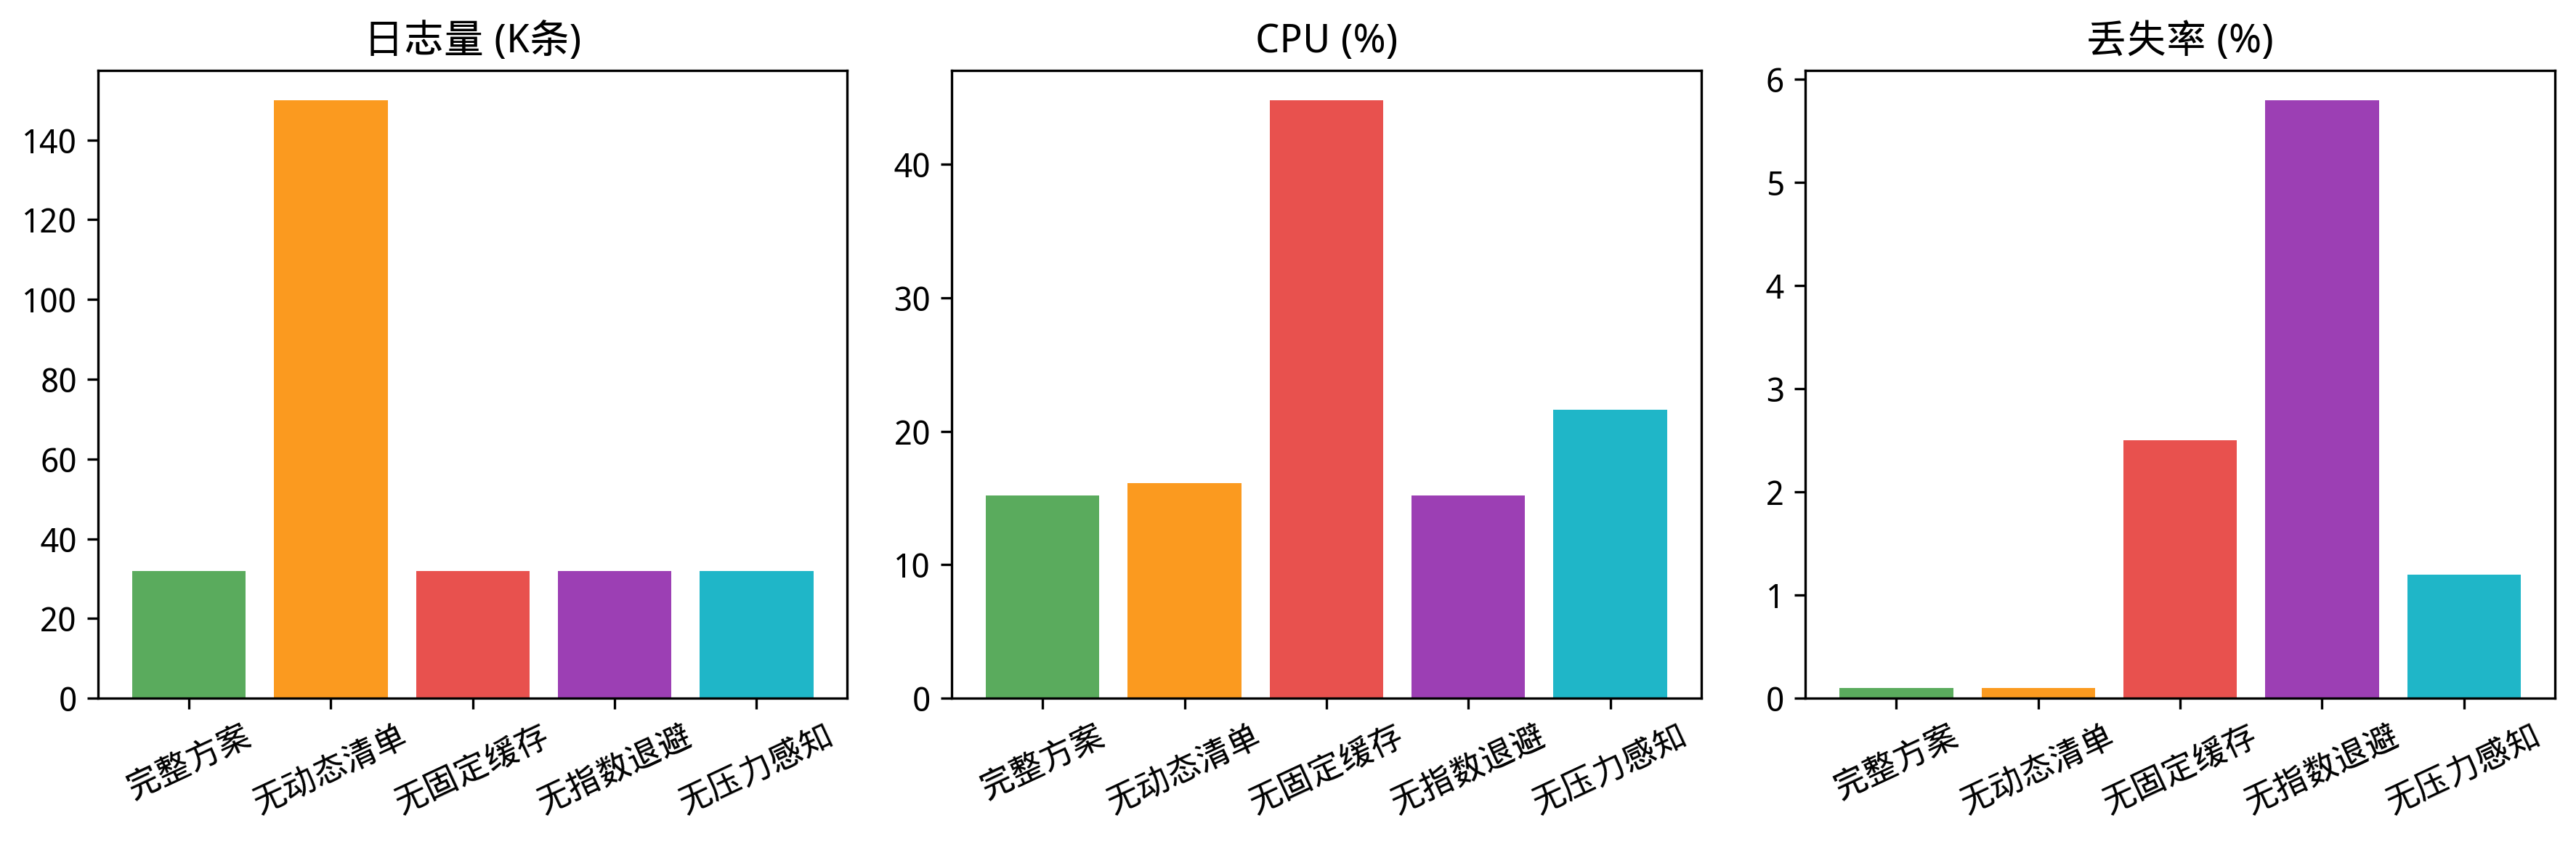 日志量 (K条)
140
120
100
80
60
40
20
0
完整方案
无动态清单
无固定缓存
无指数退避
无压力感知
CPU (%)
40
30
20
10
0
完整方案
无动态清单
无固定缓存
无指数退避
无压力感知
丢失率 (%)
6
5
4
3
2
1
0
完整方案
无动态清单
无固定缓存
无指数退避
无压力感知